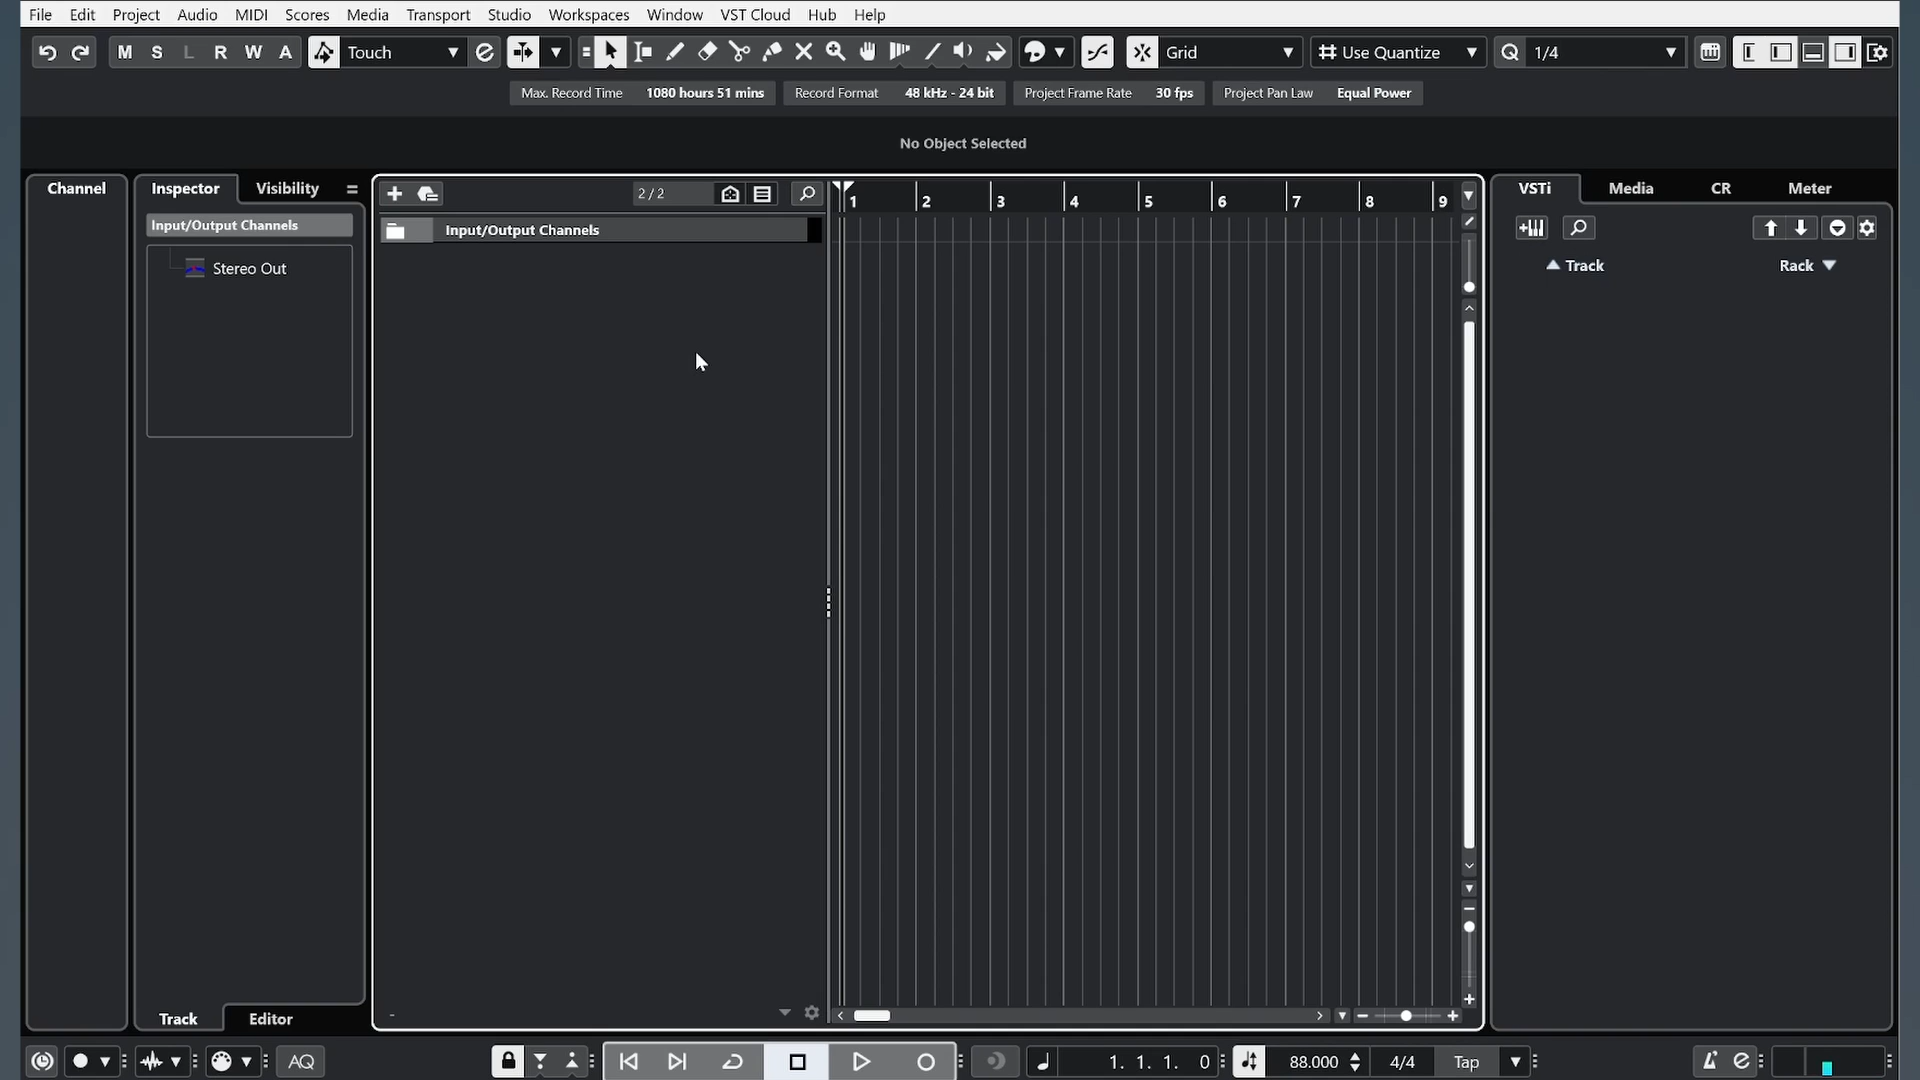 File Edit Project Audio MIDI Scores Media Transport Studio Workspaces Window VST Cloud Hub Help
M S L R W A Touch Grid Use Quantize Q 1/4
Max. Record Time 1080 hours 51 mins Record Format 48 kHz - 24 bit Project Frame Rate 30 fps Project Pan Law Equal Power
No Object Selected
Channel Inspector Visibility 2 / 2 1 2 3 4 5 6 7 8 9 VSTi Media CR Meter
Input/Output Channels Input/Output Channels
Stereo Out
Track Rack
Track Editor
AQ 1. 1. 1. 0 88.000 4/4 Tap